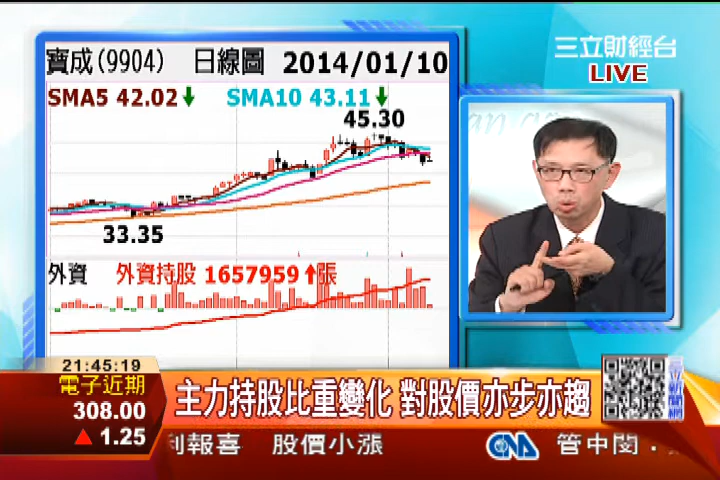 寶成(9904) 日線圖 2014/01/10
SMA5 42.02↓ SMA10 43.11↓
45.30
33.35
外資 外資持股 1657959↑張
三立財經台
LIVE
21:45:19
電子近期
308.00
▲1.25
主力持股比重變化 對股價亦步亦趨
利報喜 股價小漲 CNA 管中閔: